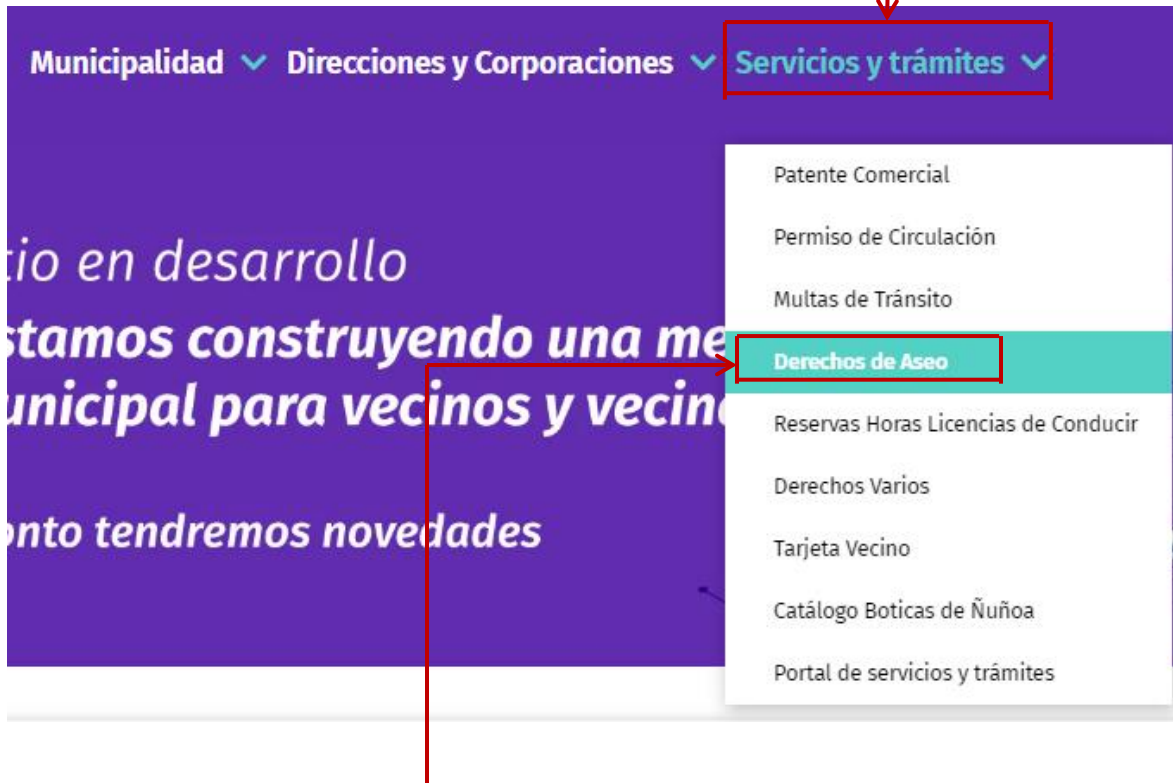 Municipalidad Direcciones y Corporaciones Servicios y trámites
Patente Comercial
Permiso de Circulación
Multas de Tránsito
Derechos de Aseo
Reservas Horas Licencias de Conducir
Derechos Varios
Tarjeta Vecino
Catálogo Boticas de Ñuñoa
Portal de servicios y trámites
tio en desarrollo
stamos construyendo una me
unicipal para vecinos y vecin
onto tendremos novedades